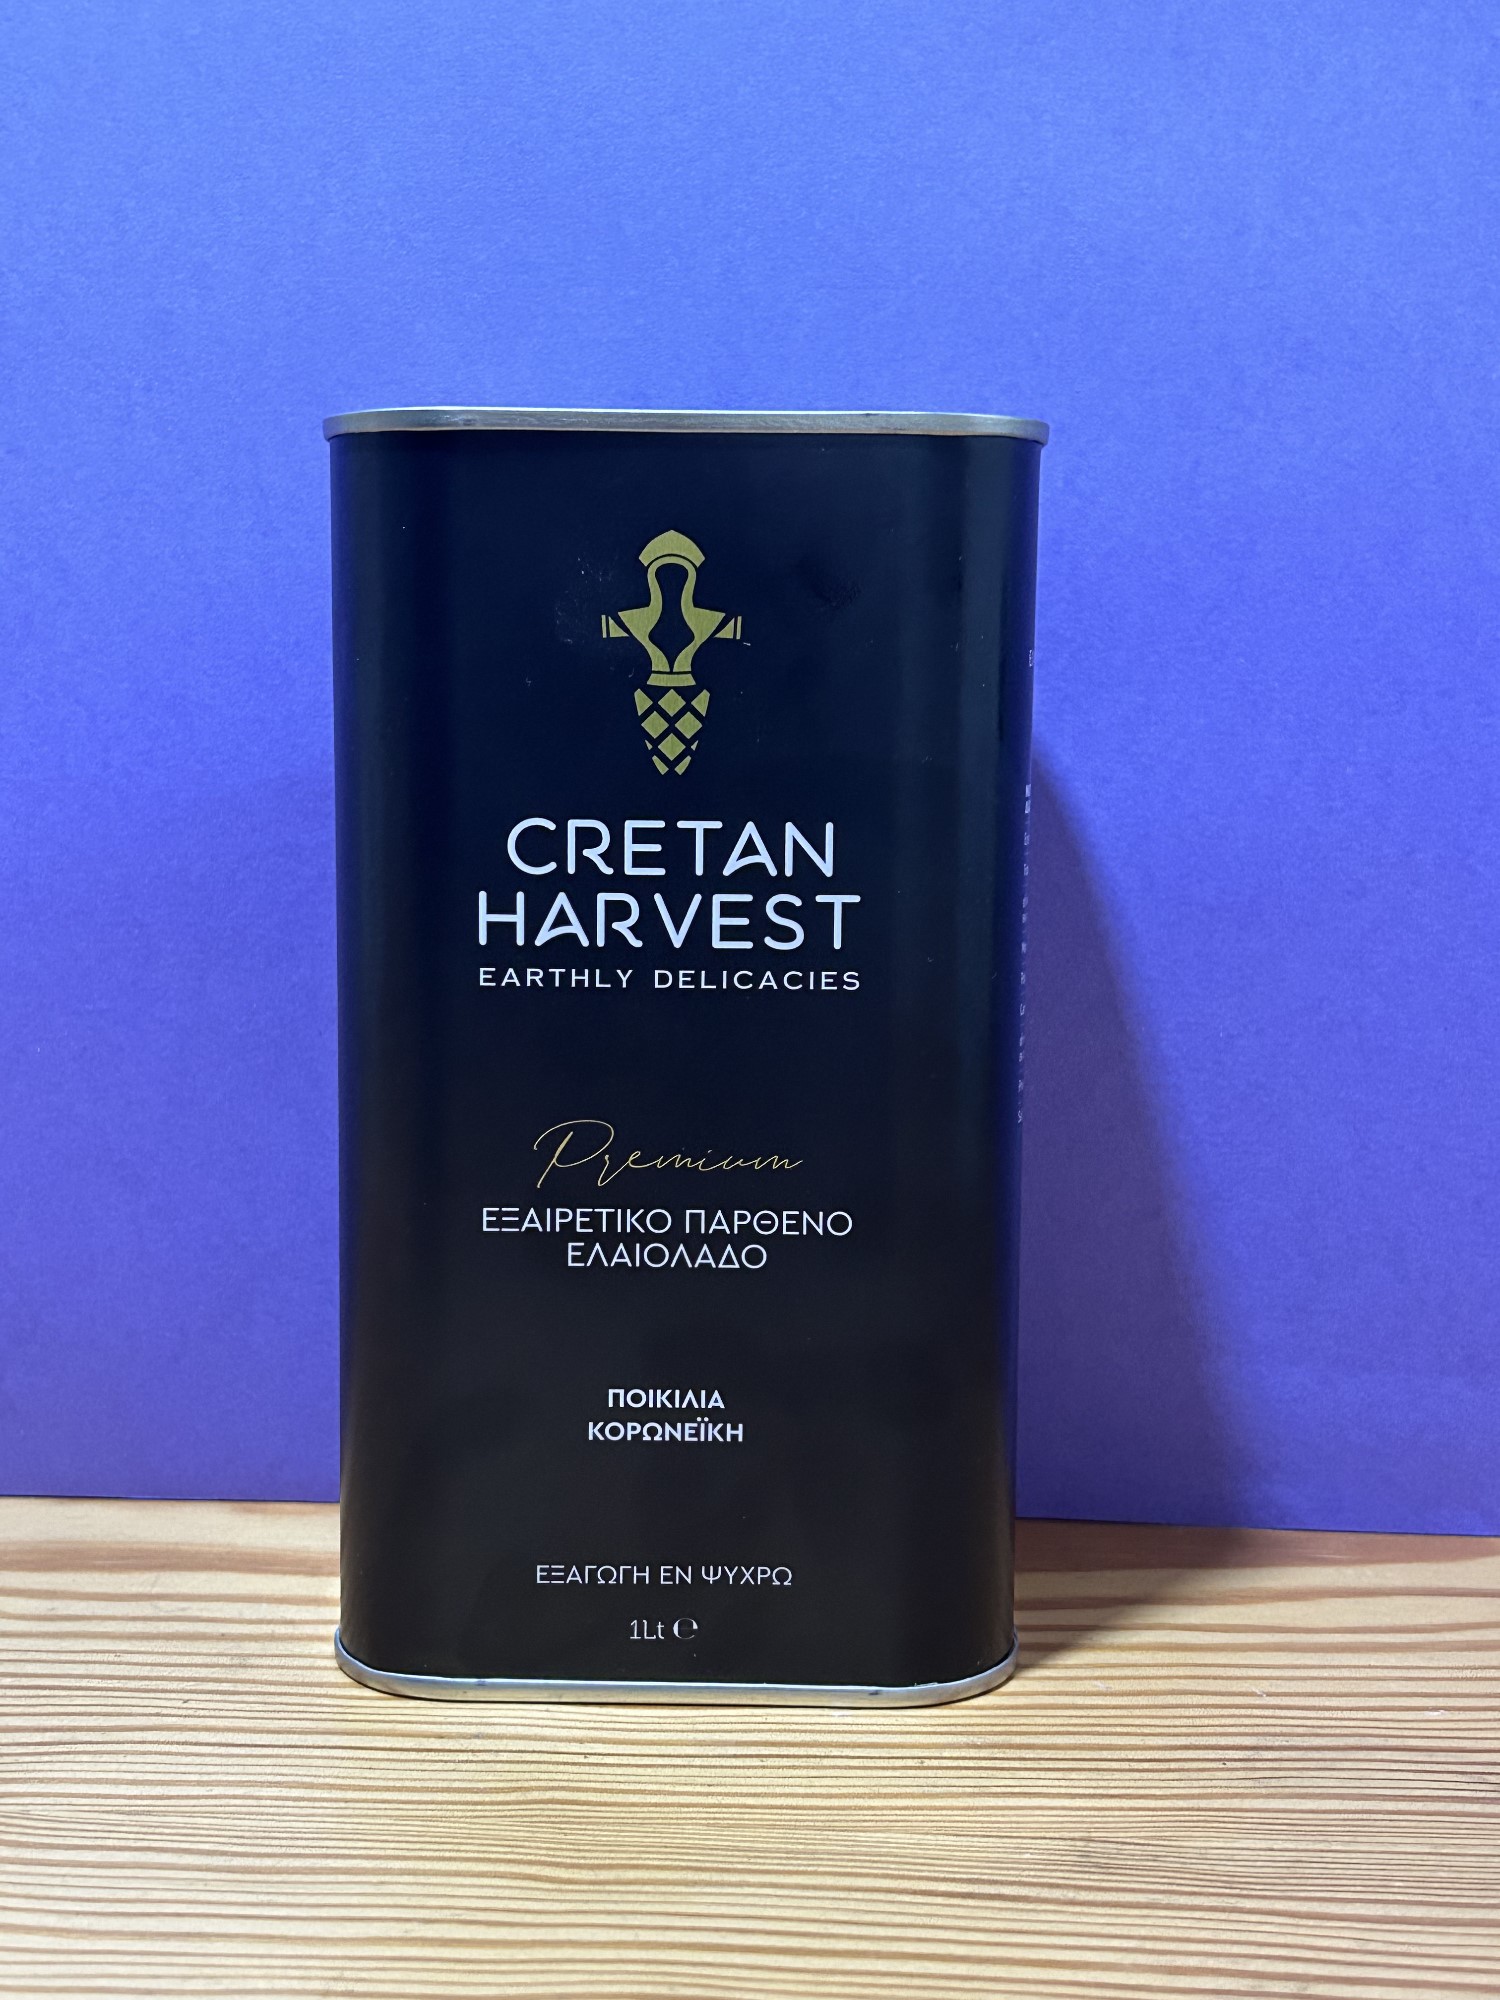 CRETAN
HARVEST
EARTHLY DELICACIES
Premium
ΕΞΑΙΡΕΤΙΚΟ ΠΑΡΘΕΝΟ
ΕΛΑΙΟΛΑΔΟ
ΠΟΙΚΙΛΙΑ
ΚΟΡΩΝΕΪΚΗ
ΕΞΑΓΩΓΗ ΕΝ ΨΥΧΡΩ
1Lt ℮